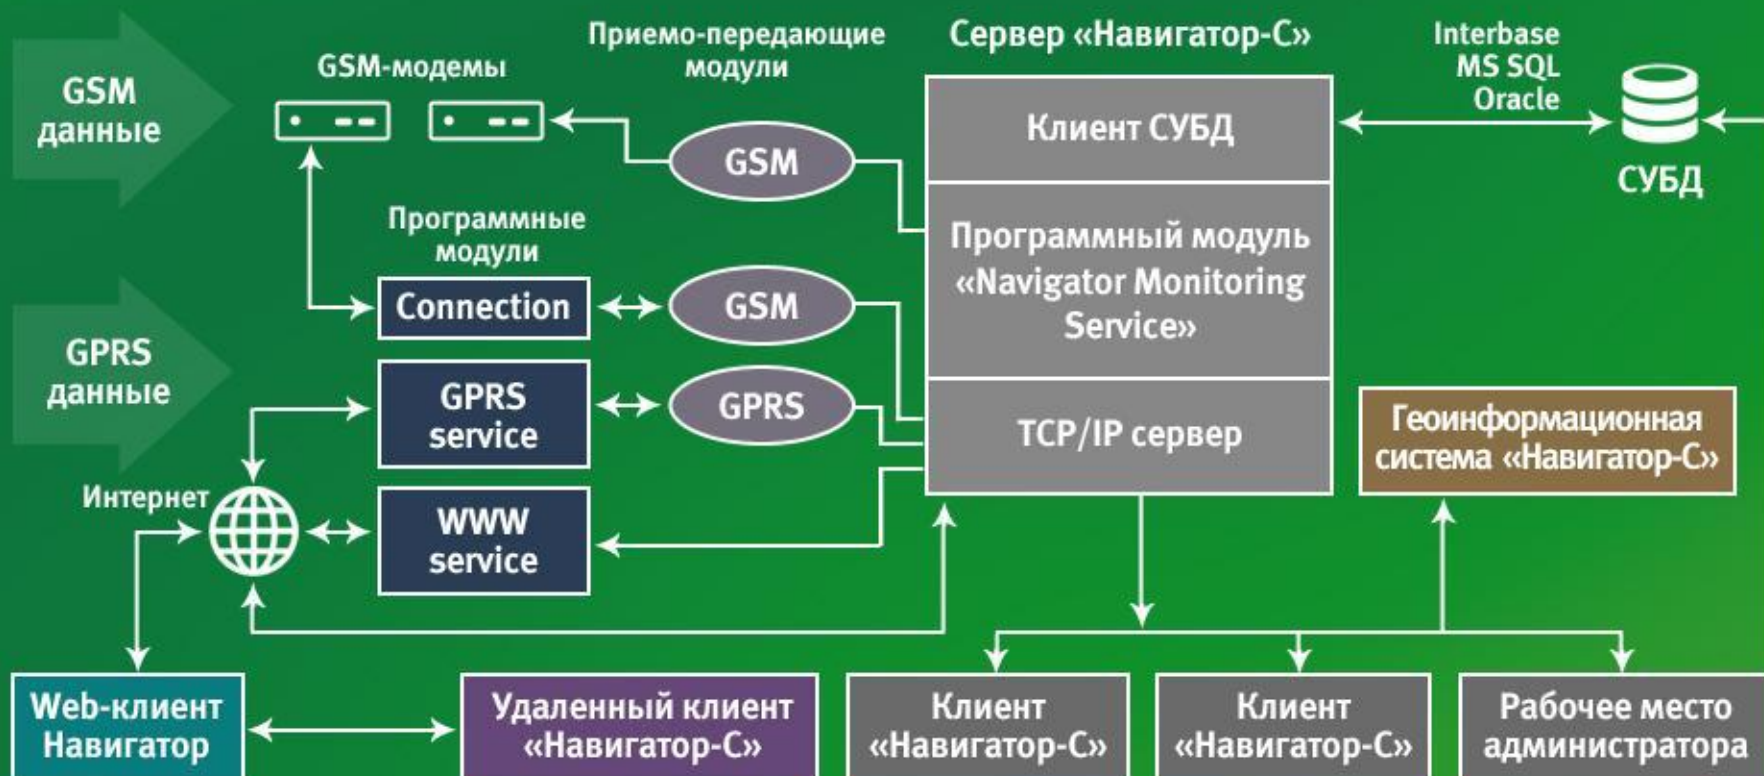 GSM
данные
GSM-модемы
Приемо-передающие
модули
GSM
Сервер «Навигатор-С»
Клиент СУБД
Программный модуль
«Navigator Monitoring
Service»
TCP/IP сервер
Interbase
MS SQL
Oracle
СУБД
GPRS
данные
Программные
модули
Connection
GSM
GPRS
service
GPRS
Интернет
WWW
service
Геоинформационная
система «Навигатор-С»
Web-клиент
Навигатор
Удаленный клиент
«Навигатор-С»
Клиент
«Навигатор-С»
Клиент
«Навигатор-С»
Рабочее место
администратора